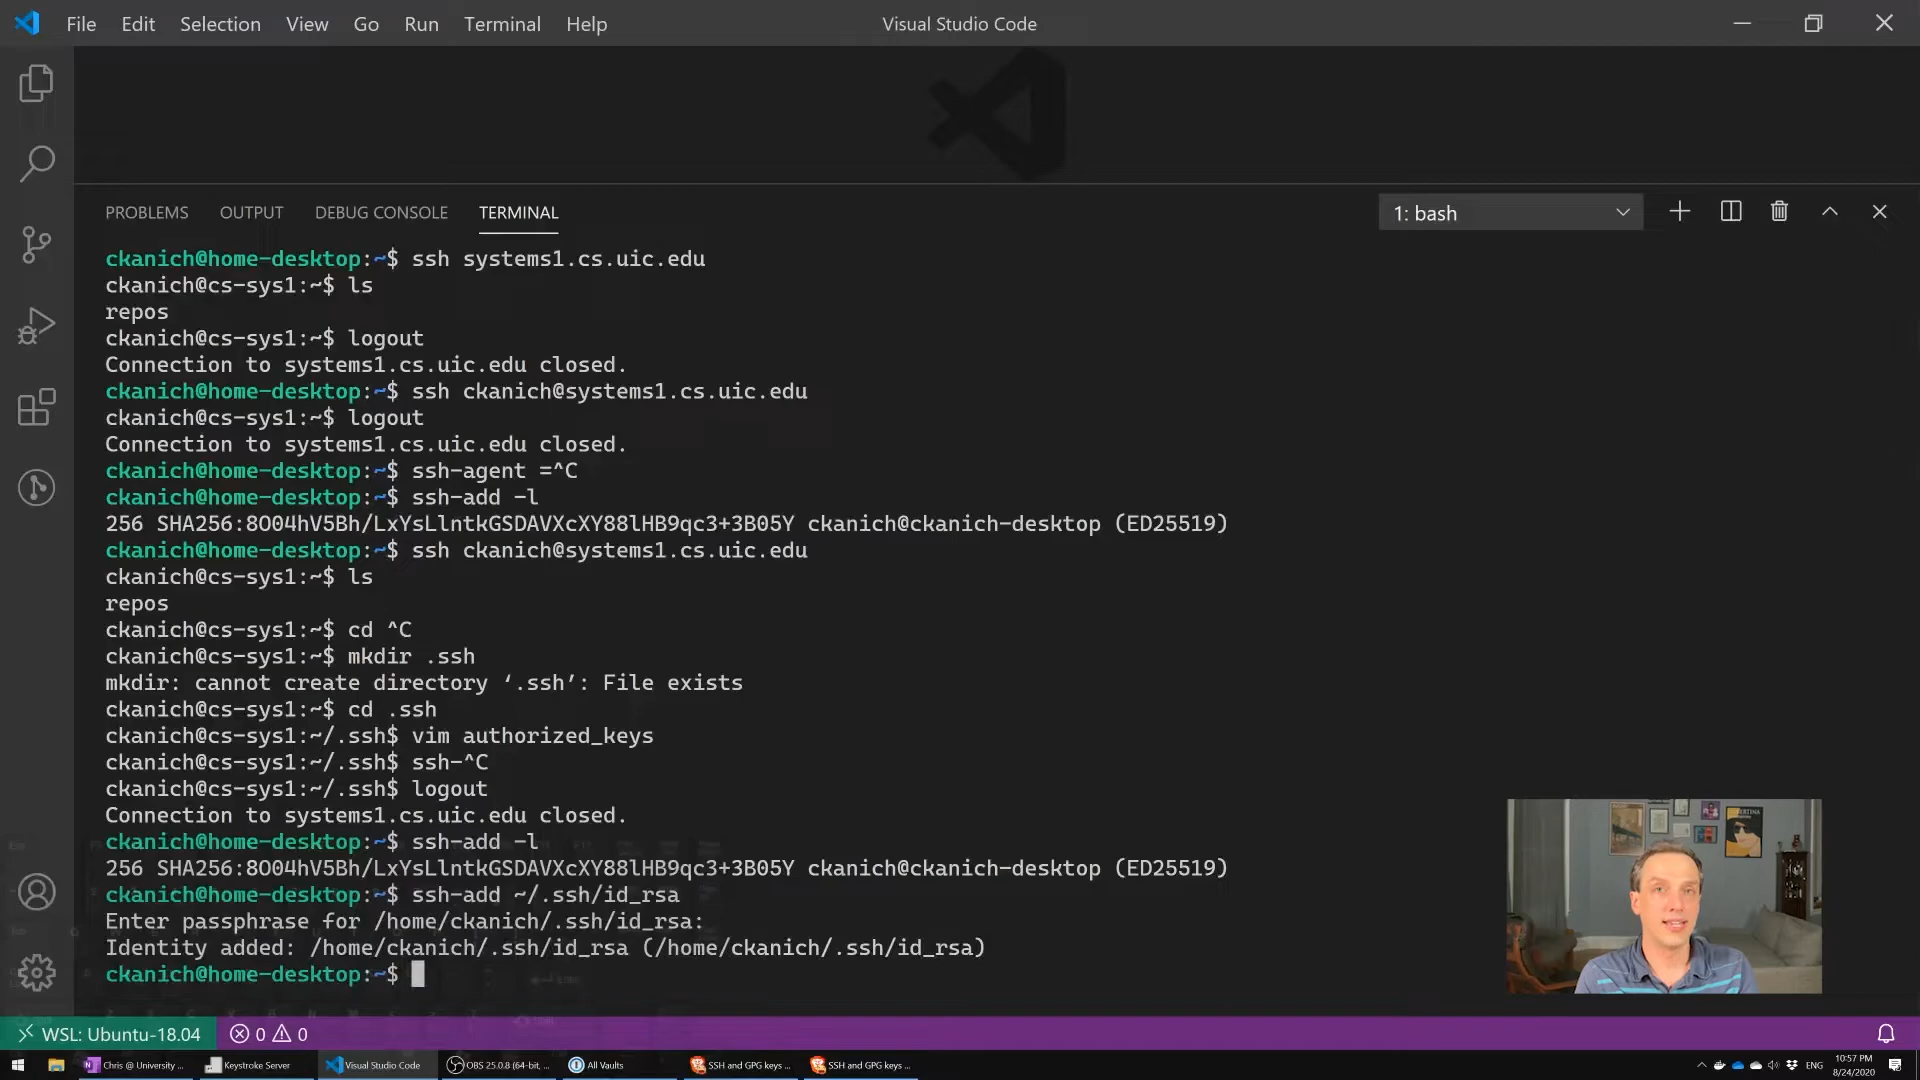 File Edit Selection View Go Run Terminal Help
Visual Studio Code
PROBLEMS OUTPUT DEBUG CONSOLE TERMINAL
1: bash
ckanich@home-desktop:~$ ssh systems1.cs.uic.edu
ckanich@cs-sys1:~$ ls
repos
ckanich@cs-sys1:~$ logout
Connection to systems1.cs.uic.edu closed.
ckanich@home-desktop:~$ ssh ckanich@systems1.cs.uic.edu
ckanich@cs-sys1:~$ logout
Connection to systems1.cs.uic.edu closed.
ckanich@home-desktop:~$ ssh-agent =^C
ckanich@home-desktop:~$ ssh-add -l
256 SHA256:8O04hV5Bh/LxYsLlntkGSDAVXcXY88lHB9qc3+3B05Y ckanich@ckanich-desktop (ED25519)
ckanich@home-desktop:~$ ssh ckanich@systems1.cs.uic.edu
ckanich@cs-sys1:~$ ls
repos
ckanich@cs-sys1:~$ cd ^C
ckanich@cs-sys1:~$ mkdir .ssh
mkdir: cannot create directory ‘.ssh’: File exists
ckanich@cs-sys1:~$ cd .ssh
ckanich@cs-sys1:~/.ssh$ vim authorized_keys
ckanich@cs-sys1:~/.ssh$ ssh-^C
ckanich@cs-sys1:~/.ssh$ logout
Connection to systems1.cs.uic.edu closed.
ckanich@home-desktop:~$ ssh-add -l
256 SHA256:8O04hV5Bh/LxYsLlntkGSDAVXcXY88lHB9qc3+3B05Y ckanich@ckanich-desktop (ED25519)
ckanich@home-desktop:~$ ssh-add ~/.ssh/id_rsa
Enter passphrase for /home/ckanich/.ssh/id_rsa:
Identity added: /home/ckanich/.ssh/id_rsa (/home/ckanich/.ssh/id_rsa)
ckanich@home-desktop:~$
WSL: Ubuntu-18.04 0 0
Chris @ University ... Keystroke Server Visual Studio Code OBS 25.0.8 (64-bit, ... All Vaults SSH and GPG keys ... SSH and GPG keys ... ENG 10:57 PM
8/24/2020